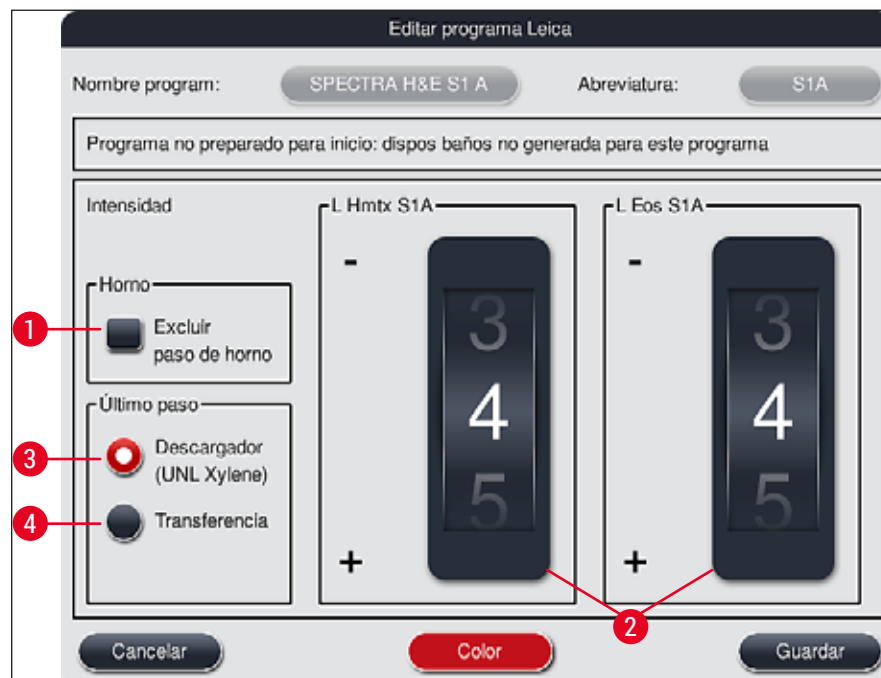 Editar programa Leica
Nombre program: SPECTRA H&E S1 A Abreviatura: S1A
Programa no preparado para inicio: dispos baños no generada para este programa
Intensidad
L Hmtx S1A
L Eos S1A
-
-
Horno
1
Excluir
paso de horno
3
4
5
3
4
5
Último paso
3
Descargador
(UNL Xylene)
4
Transferencia
+
+
2
Cancelar Color Guardar